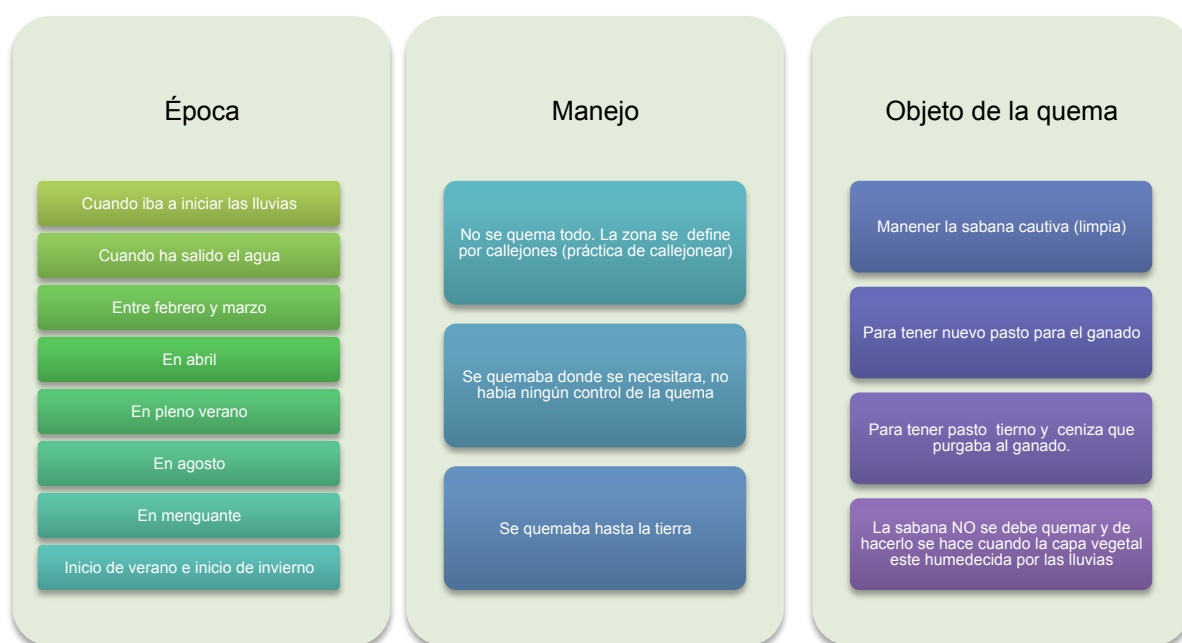 Época
Cuando iba a iniciar las lluvias
Cuando ha salido el agua
Entre febrero y marzo
En abril
En pleno verano
En agosto
En menguante
Inicio de verano e inicio de invierno
Manejo
No se quema todo. La zona se define
por callejones (práctica de callejonear)
Se quemaba donde se necesitara, no
habia ningún control de la quema
Se quemaba hasta la tierra
Objeto de la quema
Manener la sabana cautiva (limpia)
Para tener nuevo pasto para el ganado
Para tener pasto tierno y ceniza que
purgaba al ganado.
La sabana NO se debe quemar y de
hacerlo se hace cuando la capa vegetal
este humedecida por las lluvias